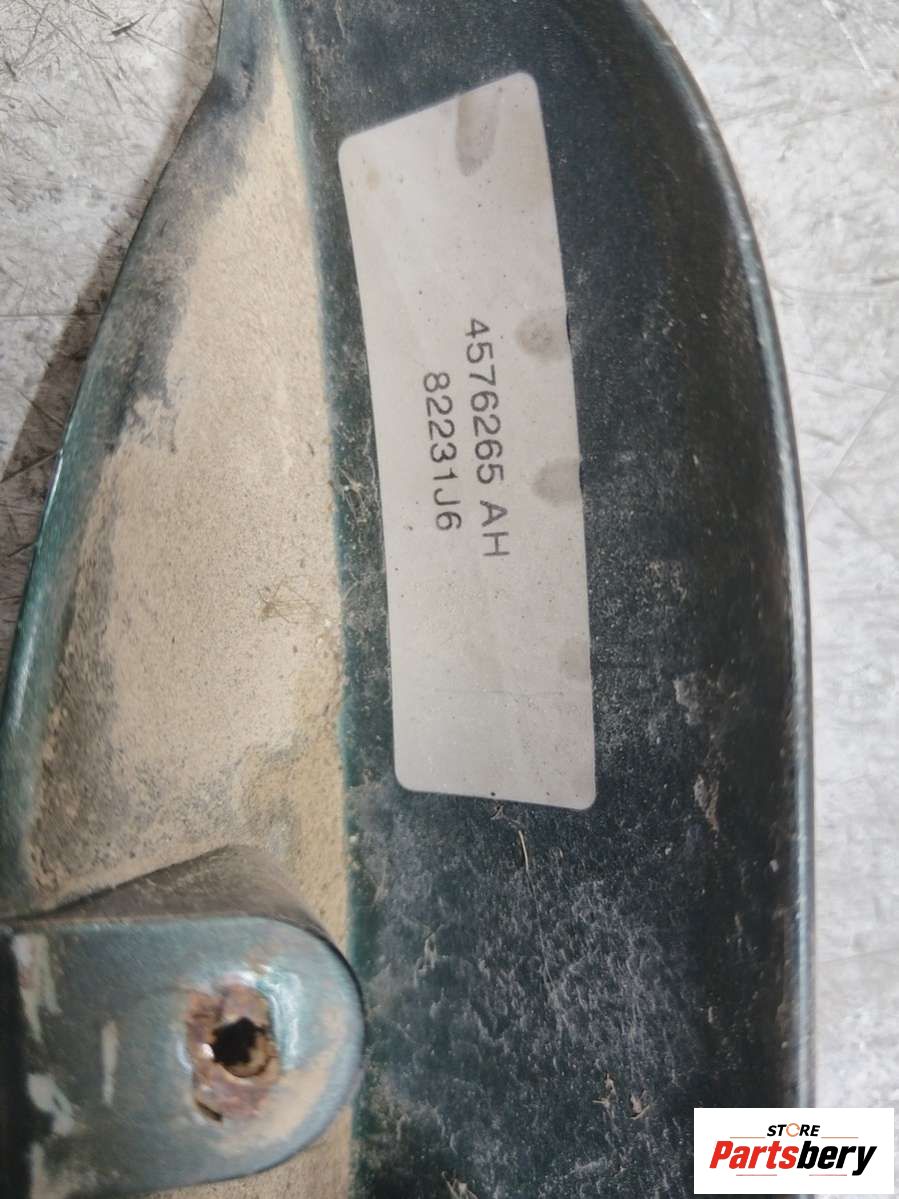 4576265 AH
82231J6
STORE
Partsbery